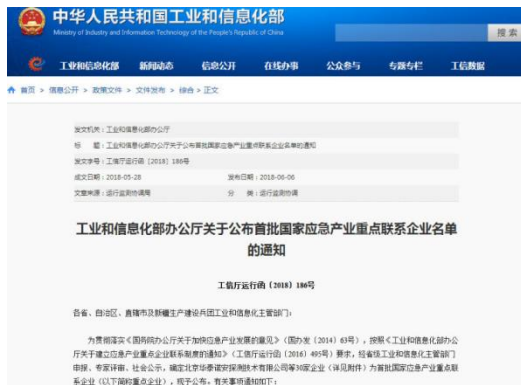 中华人民共和国工业和信息化部
Ministry of Industry and Information Technology of the People's Republic of China
搜索
工业和信息化部 新闻动态 信息公开 在线办事 公众参与 专题专栏 工信数据
首页 > 信息公开 > 政策文件 > 文件发布 > 综合 > 正文
发文机关：工业和信息化部办公厅
标 题：工业和信息化部办公厅关于公布首批国家应急产业重点联系企业名单的通知
发文字号：工信厅运行函〔2018〕186号
成文日期：2018-05-28 发布日期：2018-06-06
文章来源：运行监测协调局 分 类：运行监测协调
工业和信息化部办公厅关于公布首批国家应急产业重点联系企业名单
的通知
工信厅运行函〔2018〕186号
各省、自治区、直辖市及新疆生产建设兵团工业和信息化主管部门：
为贯彻落实《国务院办公厅关于加快应急产业发展的意见》（国办发〔2014〕63号），按照《工业和信息化部办公
厅关于建立应急产业重点企业联系制度的通知》（工信厅运行函〔2016〕495号）要求，经省级工业和信息化主管部门
申报、专家评审、社会公示，确定北京华泰诺安探测技术有限公司等30家企业（详见附件）为首批国家应急产业重点联
系企业（以下简称重点企业），现予公布。有关事项通知如下：